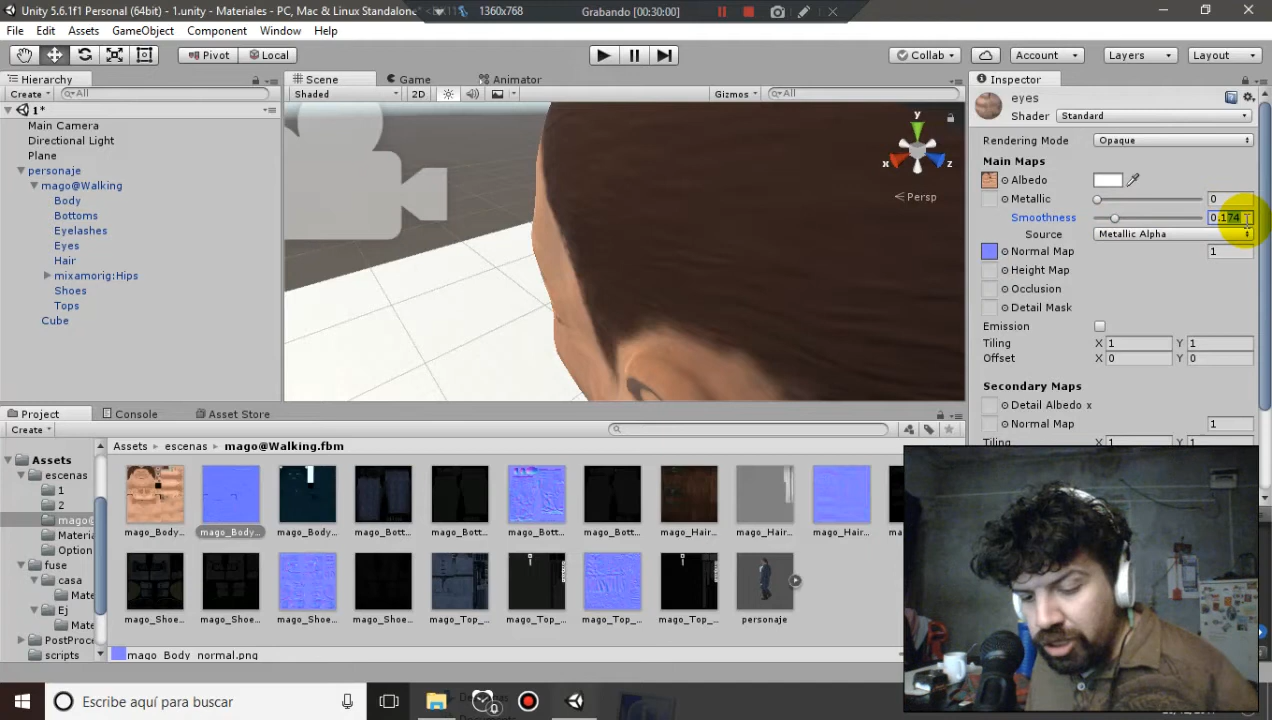 Unity 5.6.1f1 Personal (64bit) - 1.unity - Materiales - PC, Mac & Linux Standalone
1360x768
Grabando [00:30:00]
File Edit Assets GameObject Component Window Help
Pivot Local
Collab Account Layers Layout
Hierarchy
Create All
1*
Main Camera
Directional Light
Plane
personaje
mago@Walking
Body
Bottoms
Eyelashes
Eyes
Hair
mixamorig:Hips
Shoes
Tops
Cube
Scene Game Animator
Shaded 2D Gizmos All
y
x z
Persp
Inspector
eyes
Shader Standard
Rendering Mode Opaque
Main Maps
Albedo
Metallic 0
Smoothness 0.174
Source Metallic Alpha
Normal Map 1
Height Map
Occlusion
Detail Mask
Emission
Tiling X 1 Y 1
Offset X 0 Y 0
Secondary Maps
Detail Albedo x
Normal Map 1
Tiling X 1 Y 1
Project Console Asset Store
Create
Assets
escenas
1
2
mago@
Materia
Option
fuse
casa
Mate
Ej
Mate
PostProce
scripts
Assets escenas mago@Walking.fbm
mago_Body... mago_Body... mago_Body... mago_Bott... mago_Bott... mago_Bott... mago_Bott... mago_Hair... mago_Hair... mago_Hair...
mago_Shoe... mago_Shoe... mago_Shoe... mago_Shoe... mago_Top_... mago_Top_... mago_Top_... mago_Top_... personaje
mago_Body_normal.png
Escribe aquí para buscar